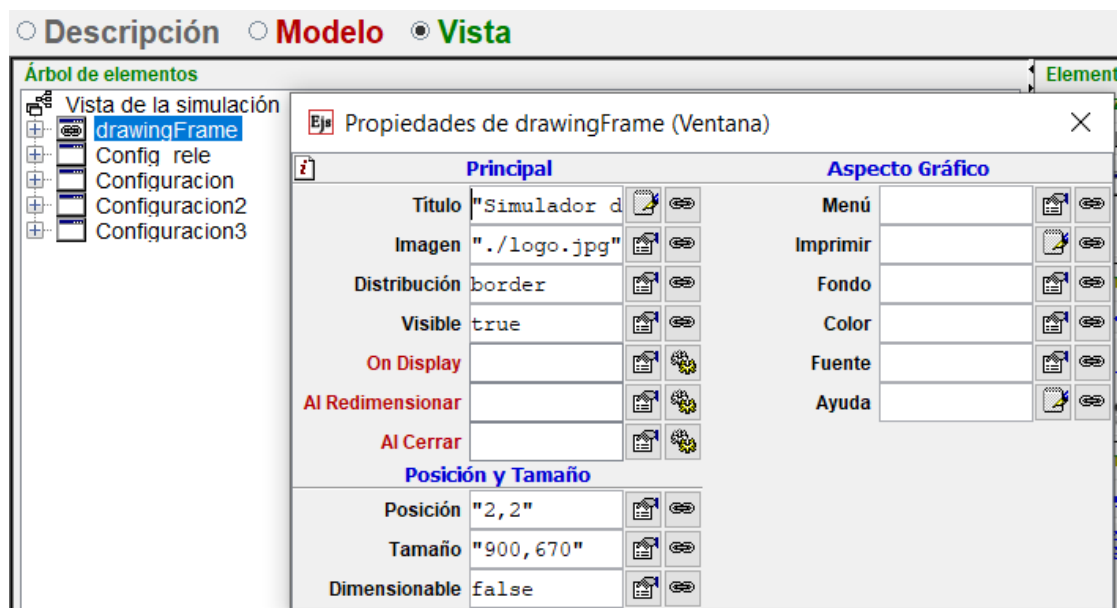 Descripción Modelo Vista
Árbol de elementos
Element
Vista de la simulación
drawingFrame
Config_rele
Configuracion
Configuracion2
Configuracion3
Ejs Propiedades de drawingFrame (Ventana)
Principal
Título "Simulador d
Imagen "./logo.jpg"
Distribución border
Visible true
On Display
Al Redimensionar
Al Cerrar
Posición y Tamaño
Posición "2,2"
Tamaño "900,670"
Dimensionable false
Aspecto Gráfico
Menú
Imprimir
Fondo
Color
Fuente
Ayuda